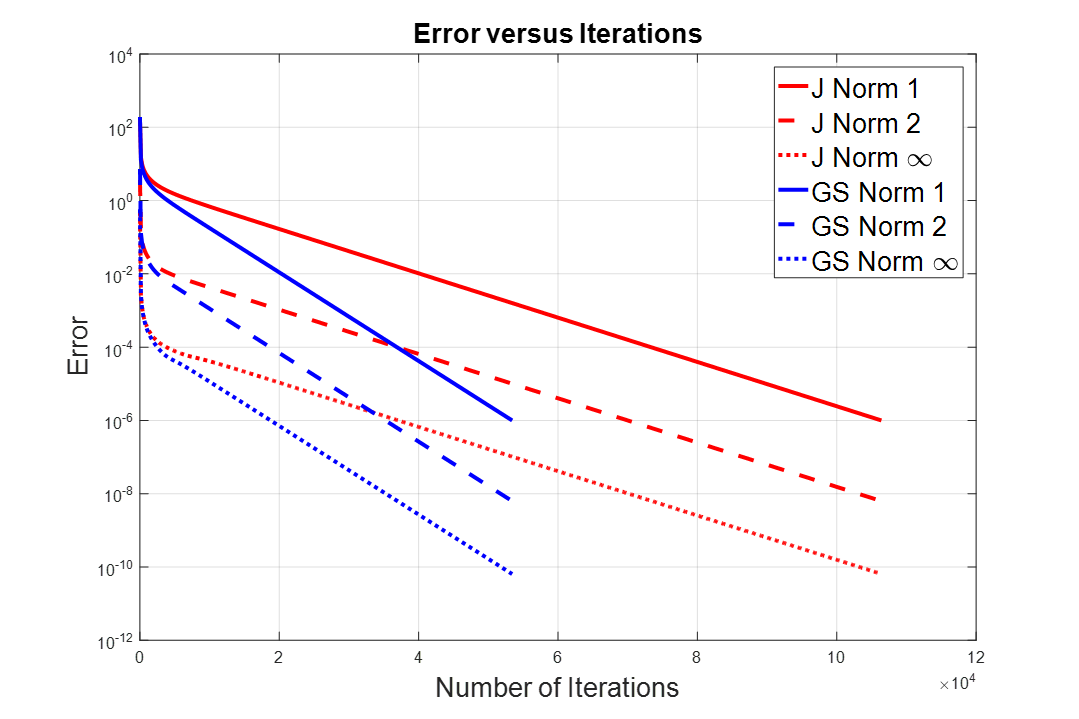 Error versus Iterations
10^4
10^2
10^0
10^-2
10^-4
10^-6
10^-8
10^-10
10^-12
Error
J Norm 1
J Norm 2
J Norm ∞
GS Norm 1
GS Norm 2
GS Norm ∞
0 2 4 6 8 10 12
×10^4
Number of Iterations